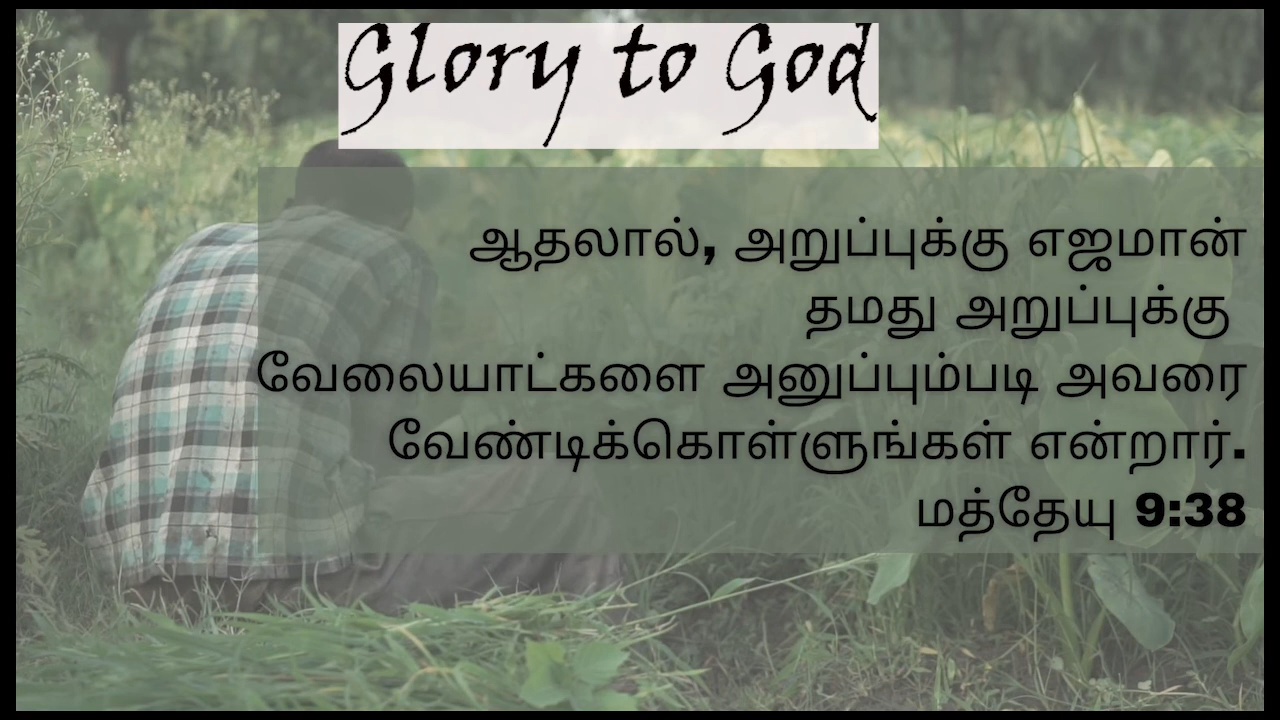 Glory to God
ஆதலால், அறுப்புக்கு எஜமான்
தமது அறுப்புக்கு
வேலையாட்களை அனுப்பும்படி அவரை
வேண்டிக்கொள்ளுங்கள் என்றார்.
மத்தேயு 9:38